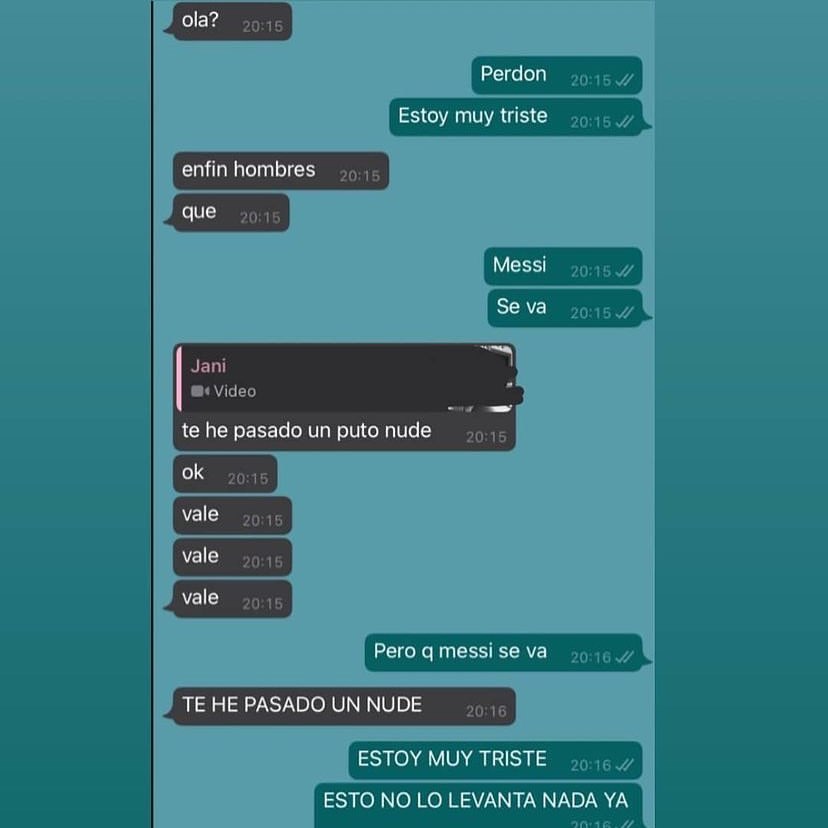 ola? 20:15
Perdon 20:15
Estoy muy triste 20:15
enfin hombres 20:15
que 20:15
Messi 20:15
Se va 20:15
Jani
Video
te he pasado un puto nude 20:15
ok 20:15
vale 20:15
vale 20:15
vale 20:15
Pero q messi se va 20:16
TE HE PASADO UN NUDE 20:16
ESTOY MUY TRISTE 20:16
ESTO NO LO LEVANTA NADA YA
20:16